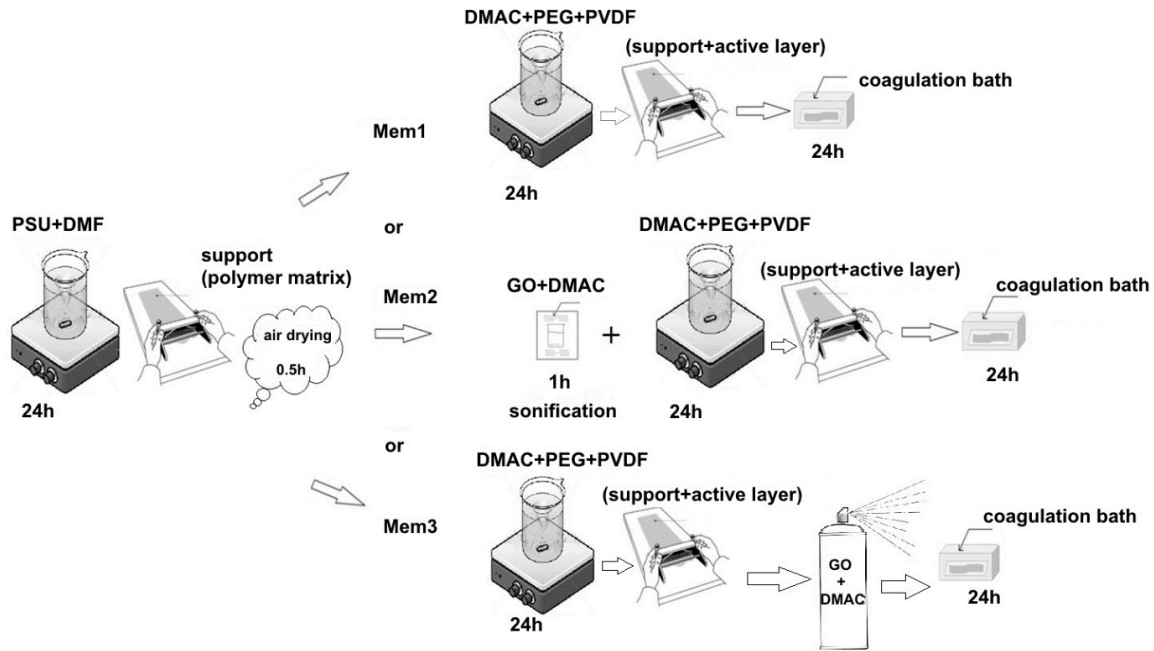 PSU+DMF
24h
support
(polymer matrix)
air drying
0.5h
Mem1
DMAC+PEG+PVDF
24h
(support+active layer)
coagulation bath
24h
or
Mem2
GO+DMAC
1h
sonification
+
DMAC+PEG+PVDF
24h
(support+active layer)
coagulation bath
24h
or
Mem3
DMAC+PEG+PVDF
24h
(support+active layer)
GO
+
DMAC
coagulation bath
24h